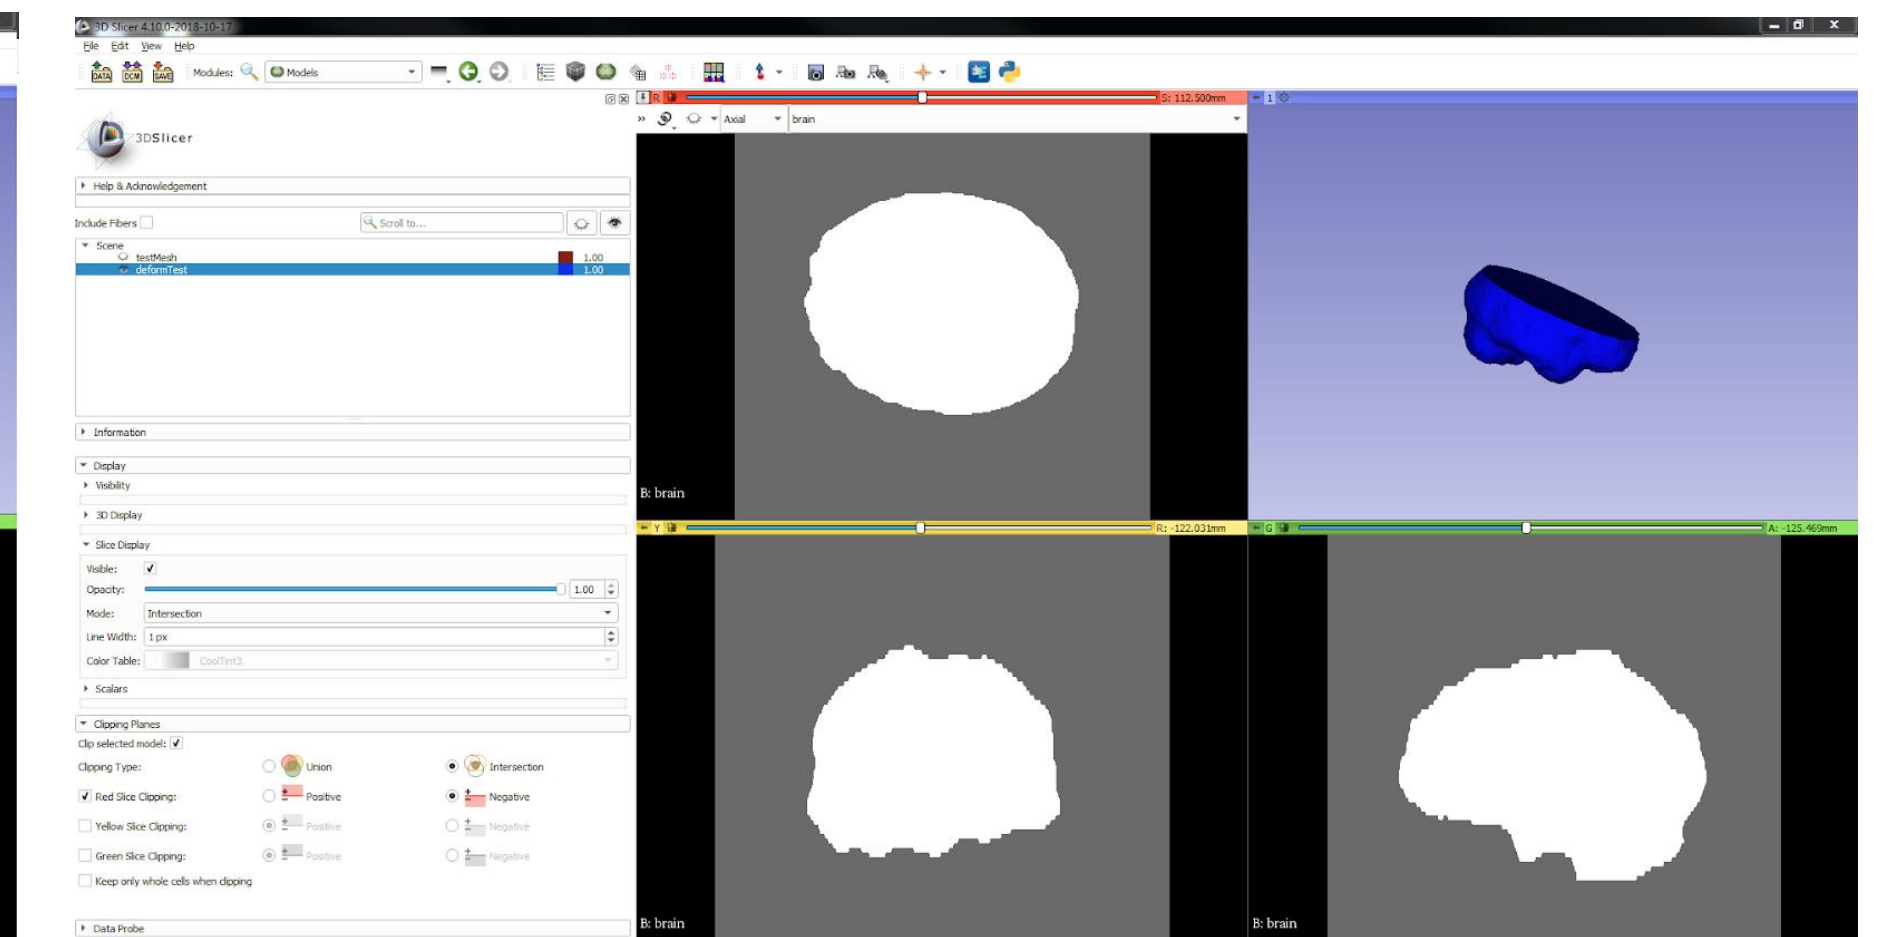 3D Slicer 4.10.0-2018-10-17
File Edit View Help
DATA DCM SAVE Modules: Models
R S: 112.500mm 1
Axial brain
3DSlicer
Help & Acknowledgement
Include Fibers Scroll to...
Scene
testMesh 1.00
deformTest 1.00
Information
Display
Visibility
3D Display
Slice Display
Visible:
Opacity: 1.00
Mode: Intersection
Line Width: 1 px
Color Table: CoolTint3
Scalars
Clipping Planes
Clip selected model:
Clipping Type: Union Intersection
Red Slice Clipping: Positive Negative
Yellow Slice Clipping: Positive Negative
Green Slice Clipping: Positive Negative
Keep only whole cells when clipping
Data Probe
B: brain
Y R: -122.031mm G A: -125.469mm
B: brain
B: brain